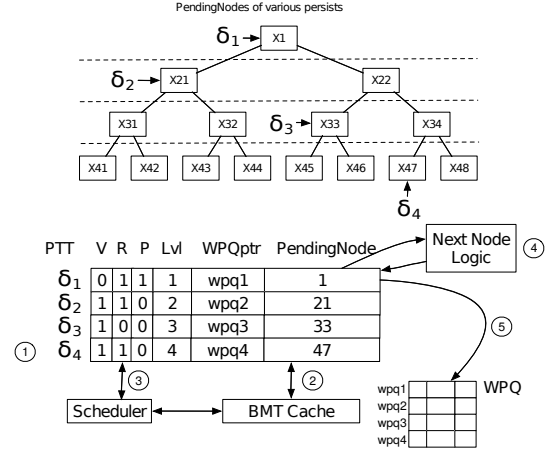 PendingNodes of various persists
δ1 X1
δ2 X21 X22
X31 X32 δ3 X33 X34
X41 X42 X43 X44 X45 X46 X47 X48
δ4
PTT V R P Lvl WPQptr PendingNode
Next Node Logic 4
δ1 0 1 1 1 wpq1 1
δ2 1 1 0 2 wpq2 21
δ3 1 0 0 3 wpq3 33
1 δ4 1 1 0 4 wpq4 47
5
3 2
Scheduler BMT Cache
WPQ
wpq1
wpq2
wpq3
wpq4